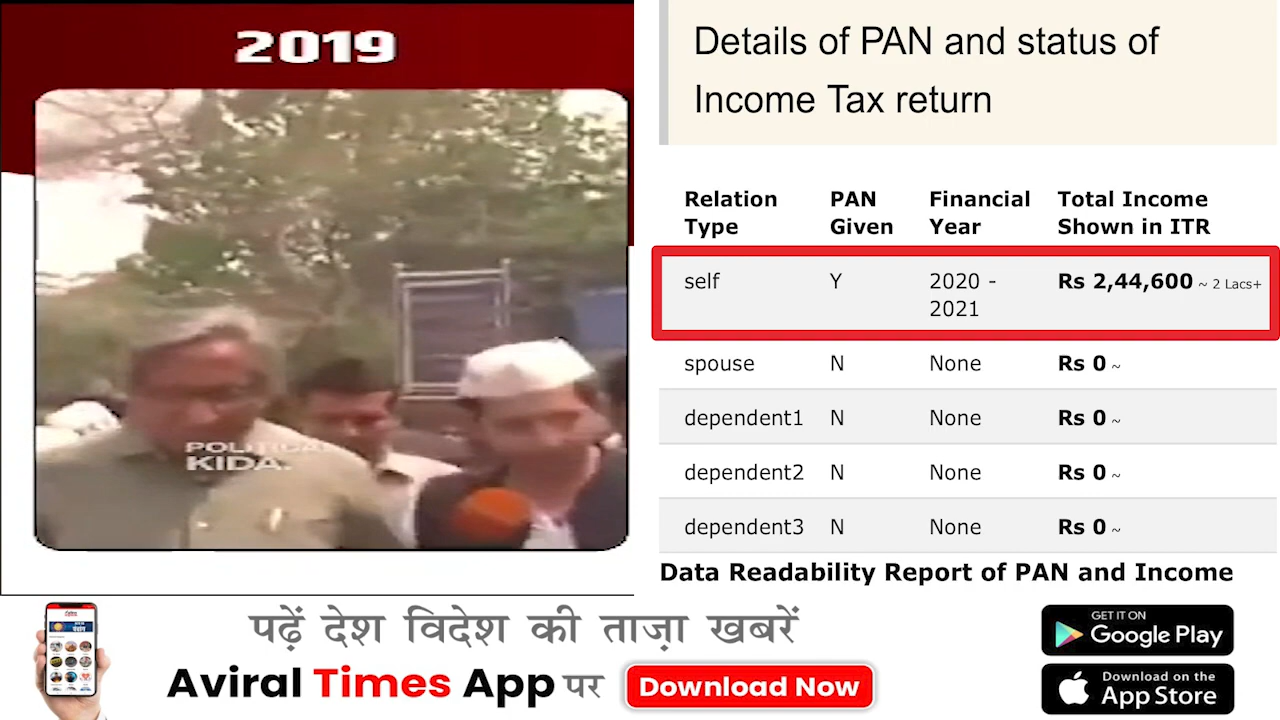 2019
POLITICAL
KIDA.
Details of PAN and status of
Income Tax return
Relation Type PAN Given Financial Year Total Income Shown in ITR
self Y 2020 - 2021 Rs 2,44,600 ~ 2 Lacs+
spouse N None Rs 0 ~
dependent1 N None Rs 0 ~
dependent2 N None Rs 0 ~
dependent3 N None Rs 0 ~
Data Readability Report of PAN and Income
पढ़ें देश विदेश की ताज़ा खबरें
Aviral Times App पर Download Now
GET IT ON
Google Play
Download on the
App Store